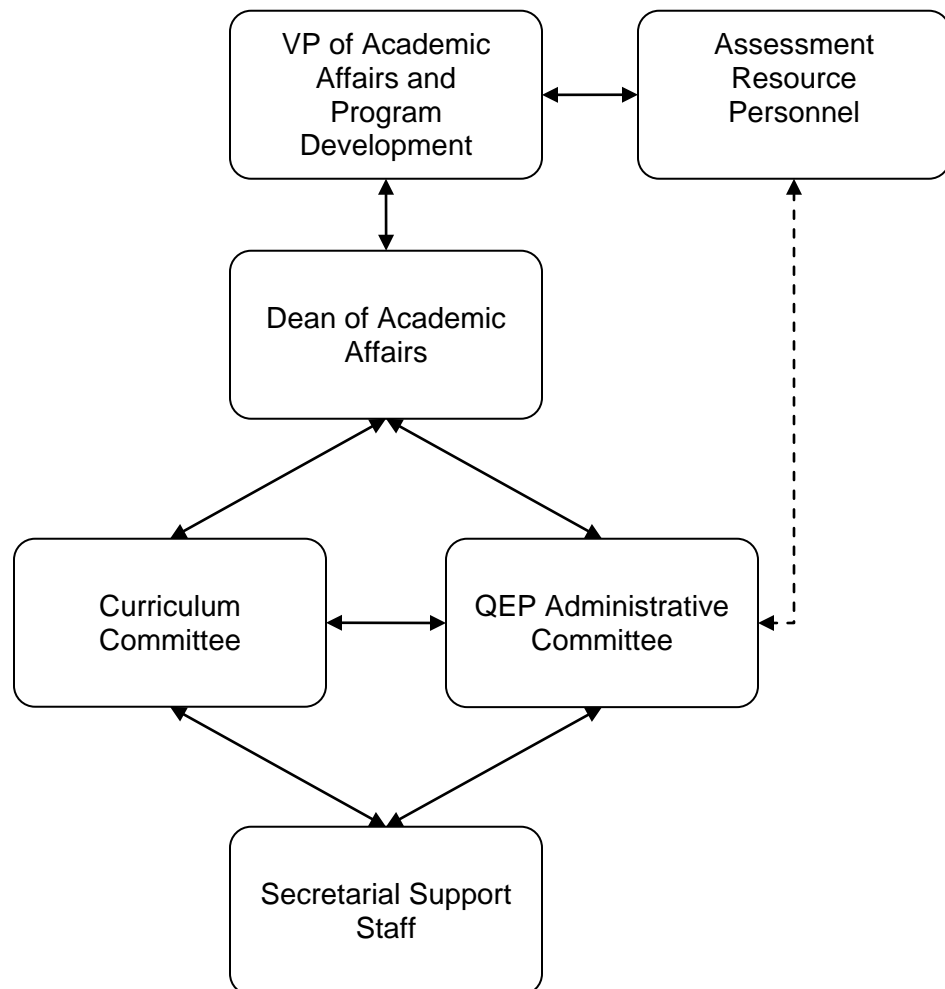 VP of Academic
Affairs and
Program
Development
Assessment
Resource
Personnel
Dean of Academic
Affairs
Curriculum
Committee
QEP Administrative
Committee
Secretarial Support
Staff